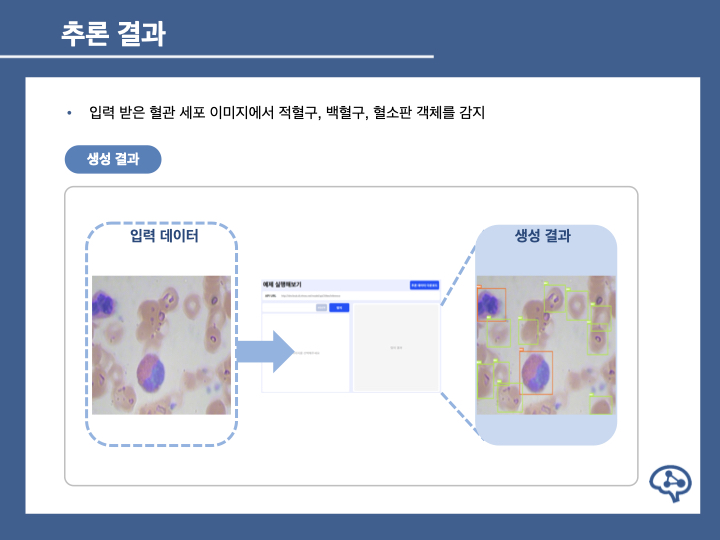 추론 결과
• 입력 받은 혈관 세포 이미지에서 적혈구, 백혈구, 혈소판 객체를 감지
생성 결과
입력 데이터
생성 결과
예제 실행해보기